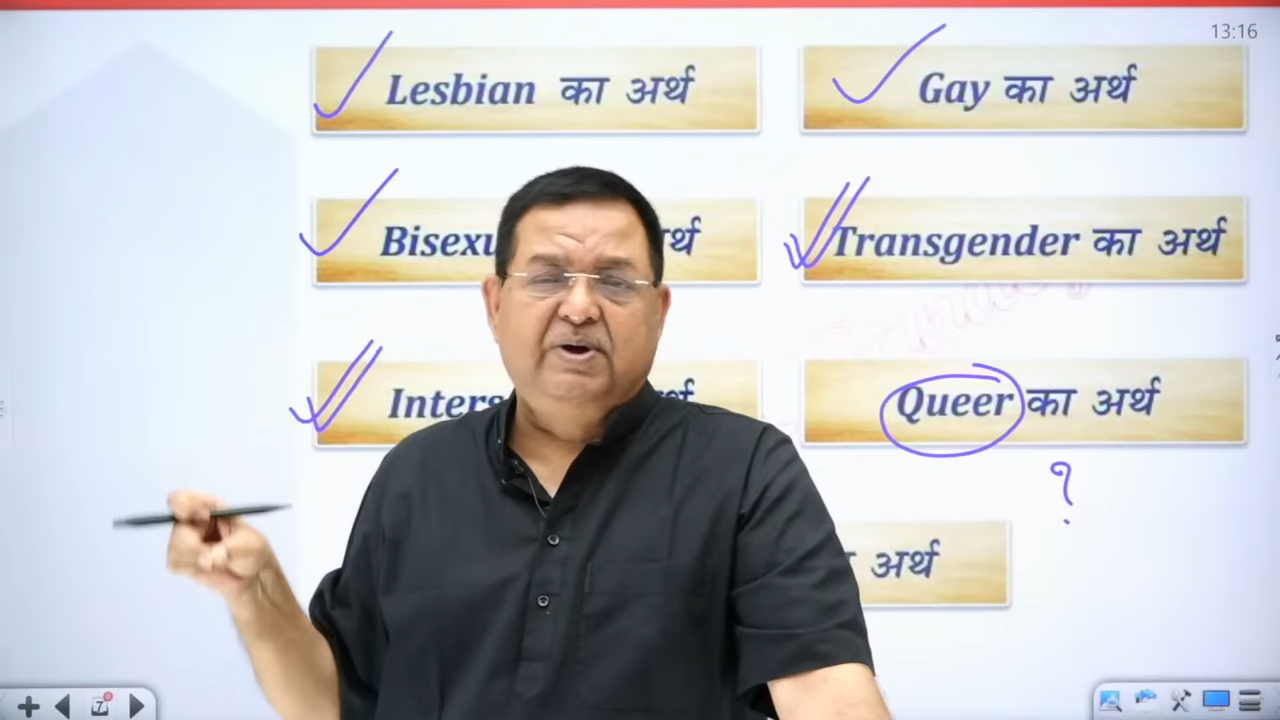 13:16
Lesbian का अर्थ
Gay का अर्थ
Transgender का अर्थ
Queer का अर्थ
?
अर्थ